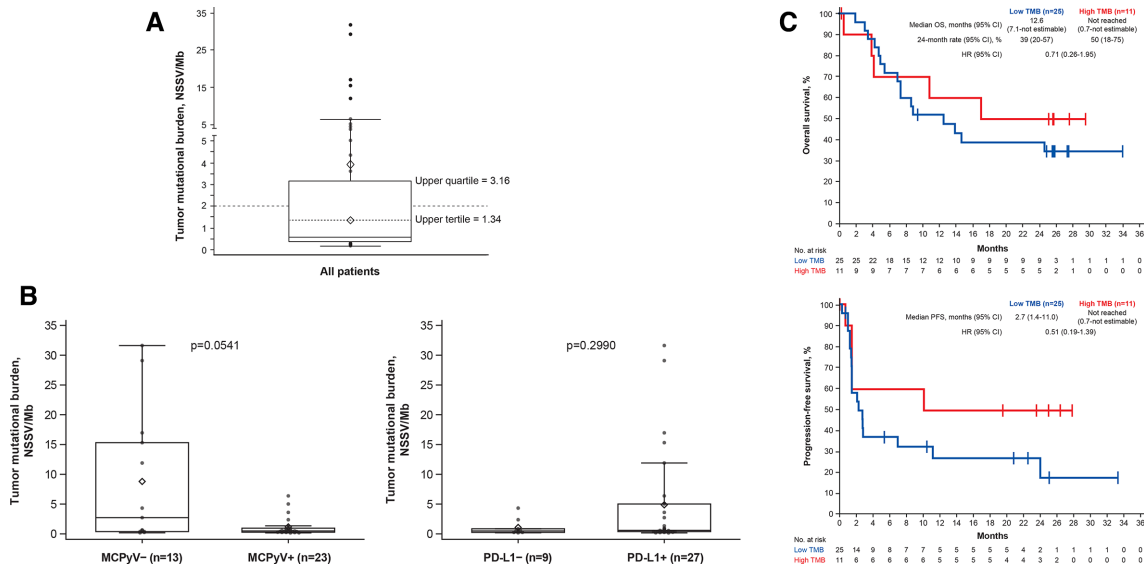 A
Tumor mutational burden, NSSV/Mb
35
25
15
5
5
4
3
2
1
0
Upper quartile = 3.16
Upper tertile = 1.34
All patients
B
Tumor mutational burden,
NSSV/Mb
35
30
25
20
15
10
5
0
p=0.0541
MCPyV− (n=13)
MCPyV+ (n=23)
Tumor mutational burden,
NSSV/Mb
35
30
25
20
15
10
5
0
p=0.2990
PD-L1− (n=9)
PD-L1+ (n=27)
C
Low TMB (n=25) High TMB (n=11)
Median OS, months (95% CI) 12.6 Not reached
(7.1-not estimable) (0.7-not estimable)
24-month rate (95% CI), % 39 (20-57) 50 (18-75)
HR (95% CI) 0.71 (0.26-1.95)
Overall survival, %
100
90
80
70
60
50
40
30
20
10
0
0 2 4 6 8 10 12 14 16 18 20 22 24 26 28 30 32 34 36
Months
No. at risk
Low TMB 25 25 22 18 15 12 12 10 9 9 9 9 9 3 1 1 1 1 0
High TMB 11 9 9 7 7 7 6 6 6 5 5 5 5 2 1 0 0 0 0
Low TMB (n=25) High TMB (n=11)
Median PFS, months (95% CI) 2.7 (1.4-11.0) Not reached
(0.7-not estimable)
HR (95% CI) 0.51 (0.19-1.39)
Progression-free survival, %
100
90
80
70
60
50
40
30
20
10
0 2 4 6 8 10 12 14 16 18 20 22 24 26 28 30 32 34 36
Months
No. at risk
Low TMB 25 14 9 8 7 7 5 5 5 5 5 4 2 1 1 1 1 0 0
High TMB 11 6 6 6 6 6 5 5 5 5 4 4 3 2 0 0 0 0 0